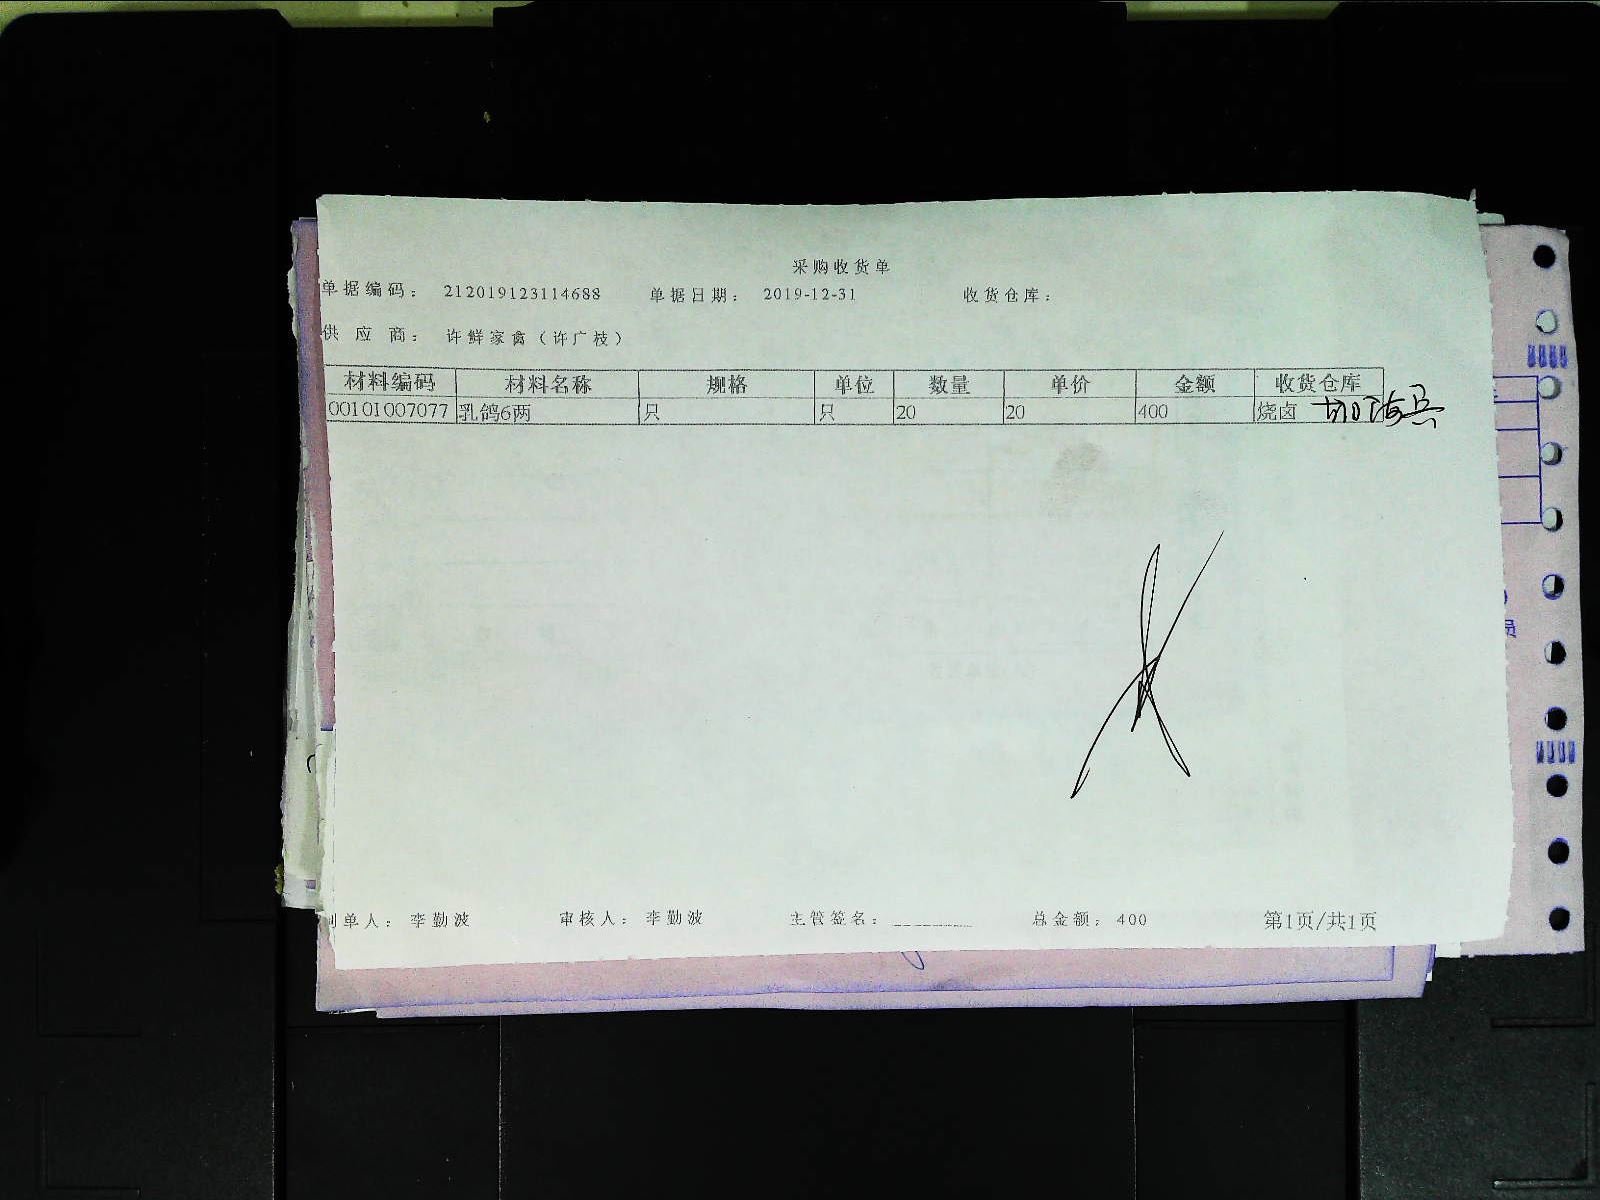 采购收货单
单据编码： 212019123114688 单据日期： 2019-12-31 收货仓库：
供 应 商： 许鲜家禽（许广枝）
材料编码 材料名称 规格 单位 数量 单价 金额 收货仓库
00101007077 乳鸽6两 只 只 20 20 400 烧卤
员
制单人： 李勤波 审核人： 李勤波 主管签名： 总金额： 400 第1页/共1页